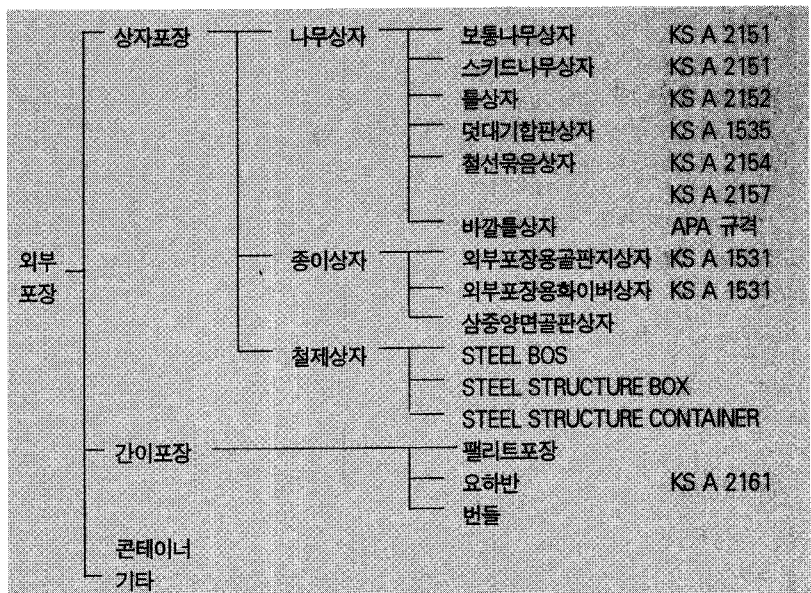 상자포장 나무상자 보통나무상자 KS A 2151
스키드나무상자 KS A 2151
틀상자 KS A 2152
덧대기합판상자 KS A 1535
철선묶음상자 KS A 2154
KS A 2157
바깥틀상자 APA 규격
외부 종이상자 외부포장용골판지상자 KS A 1531
포장 외부포장용화이버상자 KS A 1531
삼중양면골판상자
철제상자 STEEL BOS
STEEL STRUCTURE BOX
STEEL STRUCTURE CONTAINER
간이포장 팰리트포장
요하반 KS A 2161
번들
콘테이너
기타